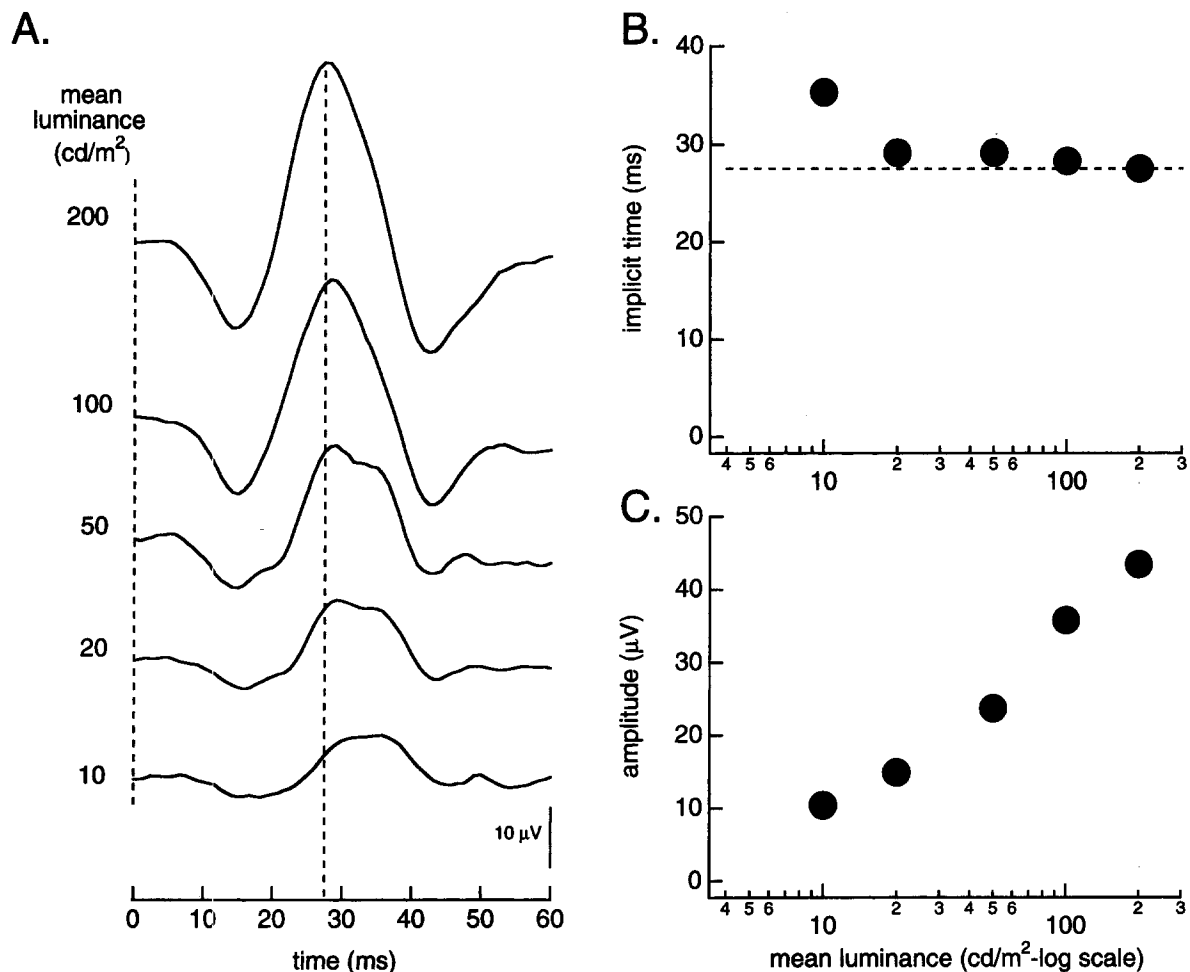 A.
mean
luminance
(cd/m²)
200
100
50
20
10
10 µV
0 10 20 30 40 50 60
time (ms)
B.
40
30
20
10
0
implicit time (ms)
4 5 6 2 3 4 5 6 2 3
10 100
C.
50
40
30
20
10
0
amplitude (µV)
4 5 6 2 3 4 5 6 2 3
10 100
mean luminance (cd/m²-log scale)